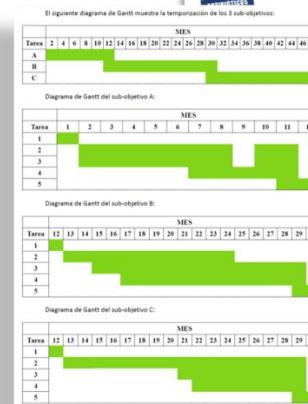 El siguiente diagrama de Gantt muestra la temporización de los 3 sub-objetivos:
MES
Tarea 2 4 6 8 10 12 14 16 18 20 22 24 26 28 30 32 34 36 38 40 42 44 46
A
B
C
Diagrama de Gantt del sub-objetivo A:
MES
Tarea 1 2 3 4 5 6 7 8 9 10 11
1
2
3
4
5
Diagrama de Gantt del sub-objetivo B:
MES
Tarea 12 13 14 15 16 17 18 19 20 21 22 23 24 25 26 27 28 29
1
2
3
4
5
Diagrama de Gantt del sub-objetivo C:
MES
Tarea 12 13 14 15 16 17 18 19 20 21 22 23 24 25 26 27 28 29
1
2
3
4
5